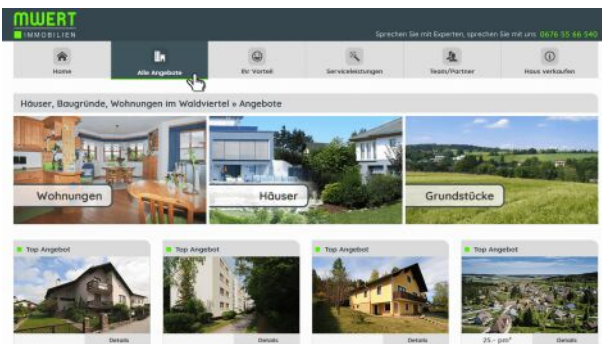 MWERT
IMMOBILIEN
Sprechen Sie mit Experten, sprechen Sie mit uns 0676 55 66 540
Home
Alle Angebote
Ihr Vorteil
Serviceleistungen
Team/Partner
Haus verkaufen
Häuser, Baugründe, Wohnungen im Waldviertel » Angebote
Wohnungen
Häuser
Grundstücke
Top Angebot
Top Angebot
Top Angebot
Top Angebot
Details
Details
Details
25.- pm²
Details